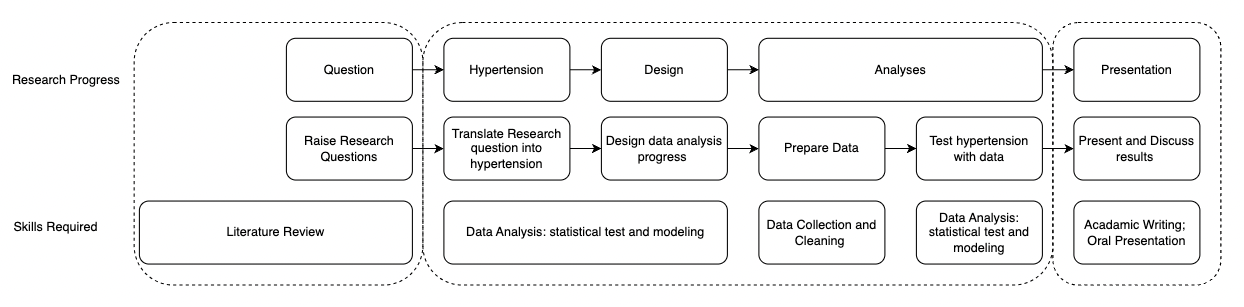 Research Progress
Question
Hypertension
Design
Analyses
Presentation
Raise Research
Questions
Translate Research
question into
hypertension
Design data analysis
progress
Prepare Data
Test hypertension
with data
Present and Discuss
results
Skills Required
Literature Review
Data Analysis: statistical test and modeling
Data Collection and
Cleaning
Data Analysis:
statistical test and
modeling
Acadamic Writing;
Oral Presentation